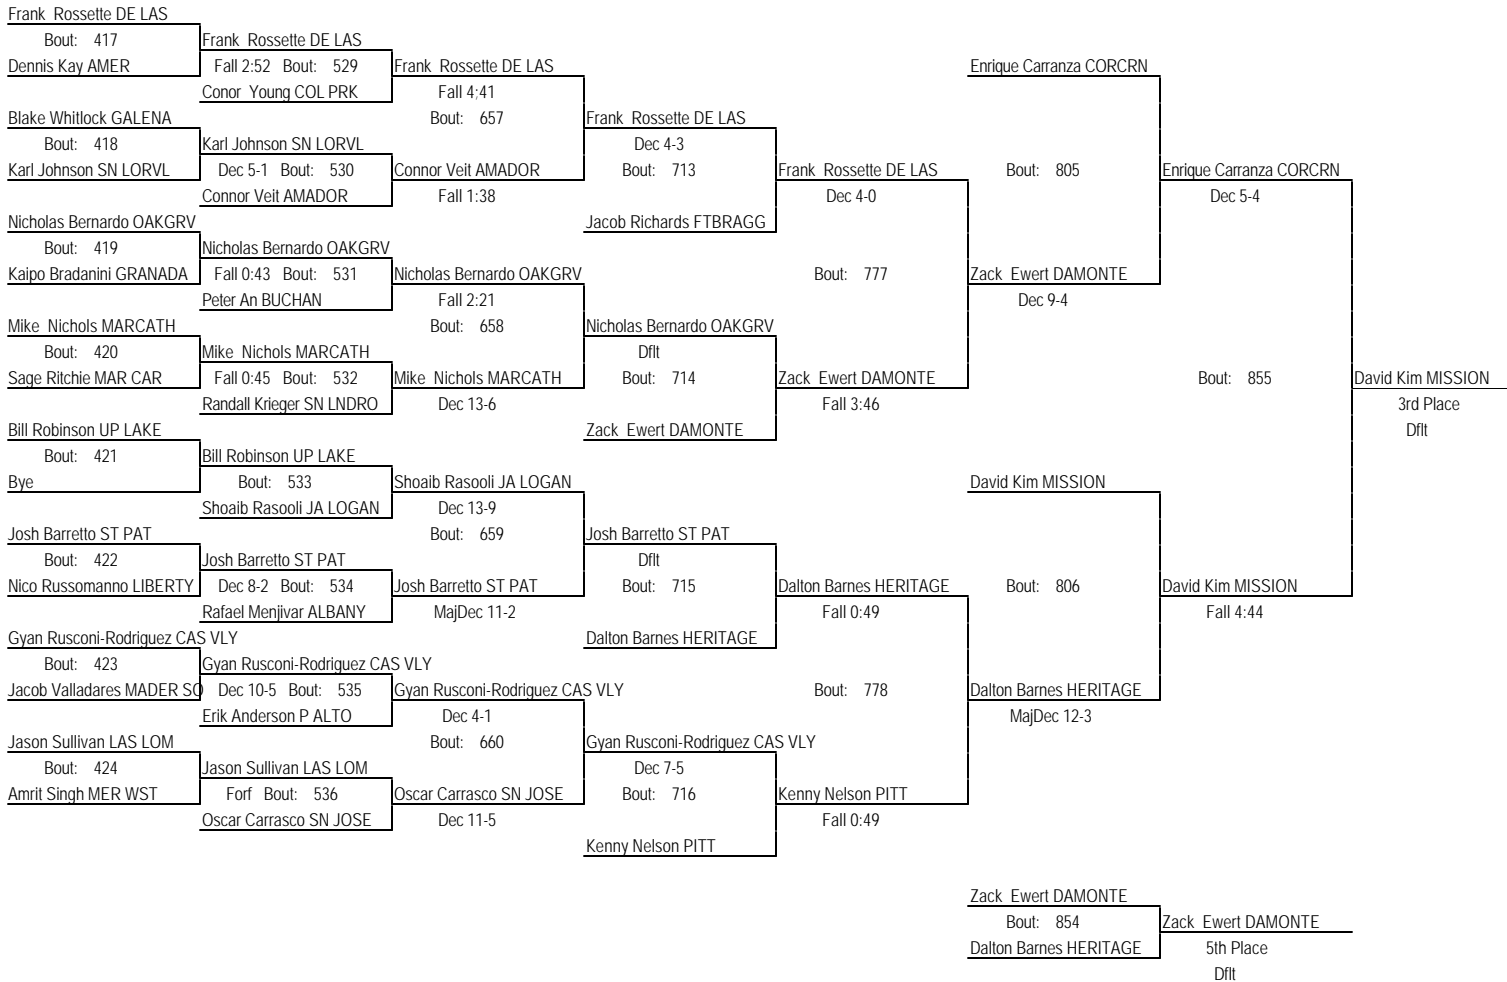 Frank Rossette DE LAS
Bout: 417
Frank Rossette DE LAS
Dennis Kay AMER
Fall 2:52 Bout: 529
Frank Rossette DE LAS
Enrique Carranza CORCRN
Conor Young COL PRK
Fall 4;41
Blake Whitlock GALENA
Bout: 657
Frank Rossette DE LAS
Bout: 418
Karl Johnson SN LORVL
Dec 4-3
Karl Johnson SN LORVL
Dec 5-1 Bout: 530
Connor Veit AMADOR
Bout: 713
Frank Rossette DE LAS
Bout: 805
Enrique Carranza CORCRN
Connor Veit AMADOR
Fall 1:38
Dec 4-0
Dec 5-4
Nicholas Bernardo OAKGRV
Jacob Richards FTBRAGG
Bout: 419
Nicholas Bernardo OAKGRV
Kaipo Bradanini GRANADA
Fall 0:43 Bout: 531
Nicholas Bernardo OAKGRV
Bout: 777
Zack Ewert DAMONTE
Peter An BUCHAN
Fall 2:21
Dec 9-4
Mike Nichols MARCATH
Bout: 658
Nicholas Bernardo OAKGRV
Bout: 420
Mike Nichols MARCATH
Dflt
Sage Ritchie MAR CAR
Fall 0:45 Bout: 532
Mike Nichols MARCATH
Bout: 714
Zack Ewert DAMONTE
Bout: 855
David Kim MISSION
Randall Krieger SN LNDRO
Dec 13-6
Fall 3:46
3rd Place
Bill Robinson UP LAKE
Zack Ewert DAMONTE
Dflt
Bout: 421
Bill Robinson UP LAKE
Bye
Bout: 533
Shoaib Rasooli JA LOGAN
David Kim MISSION
Shoaib Rasooli JA LOGAN
Dec 13-9
Josh Barretto ST PAT
Bout: 659
Josh Barretto ST PAT
Bout: 422
Josh Barretto ST PAT
Dflt
Nico Russomanno LIBERTY
Dec 8-2 Bout: 534
Josh Barretto ST PAT
Bout: 715
Dalton Barnes HERITAGE
Bout: 806
David Kim MISSION
Rafael Menjivar ALBANY
MajDec 11-2
Fall 0:49
Fall 4:44
Gyan Rusconi-Rodriguez CAS VLY
Dalton Barnes HERITAGE
Bout: 423
Gyan Rusconi-Rodriguez CAS VLY
Jacob Valladares MADER SO
Dec 10-5 Bout: 535
Gyan Rusconi-Rodriguez CAS VLY
Bout: 778
Dalton Barnes HERITAGE
Erik Anderson P ALTO
Dec 4-1
MajDec 12-3
Jason Sullivan LAS LOM
Bout: 660
Gyan Rusconi-Rodriguez CAS VLY
Bout: 424
Jason Sullivan LAS LOM
Dec 7-5
Amrit Singh MER WST
Forf Bout: 536
Oscar Carrasco SN JOSE
Bout: 716
Kenny Nelson PITT
Oscar Carrasco SN JOSE
Dec 11-5
Fall 0:49
Kenny Nelson PITT
Zack Ewert DAMONTE
Bout: 854
Zack Ewert DAMONTE
Dalton Barnes HERITAGE
5th Place
Dflt